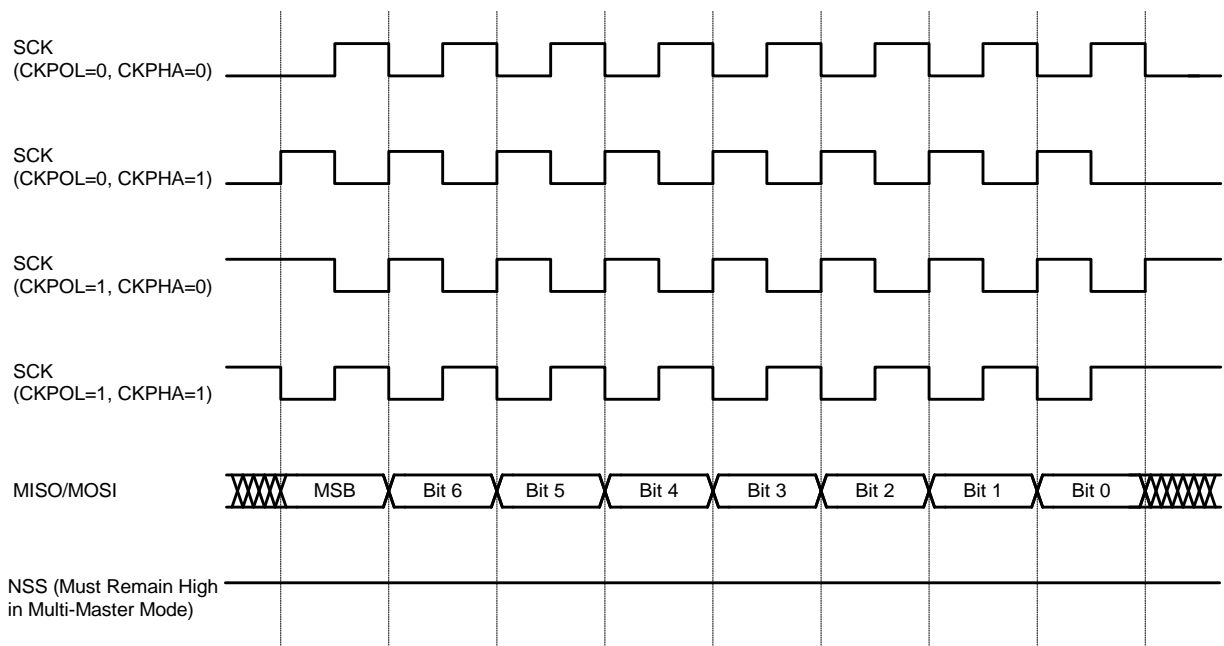 SCK
(CKPOL=0, CKPHA=0)
SCK
(CKPOL=0, CKPHA=1)
SCK
(CKPOL=1, CKPHA=0)
SCK
(CKPOL=1, CKPHA=1)
MISO/MOSI MSB Bit 6 Bit 5 Bit 4 Bit 3 Bit 2 Bit 1 Bit 0
NSS (Must Remain High
in Multi-Master Mode)